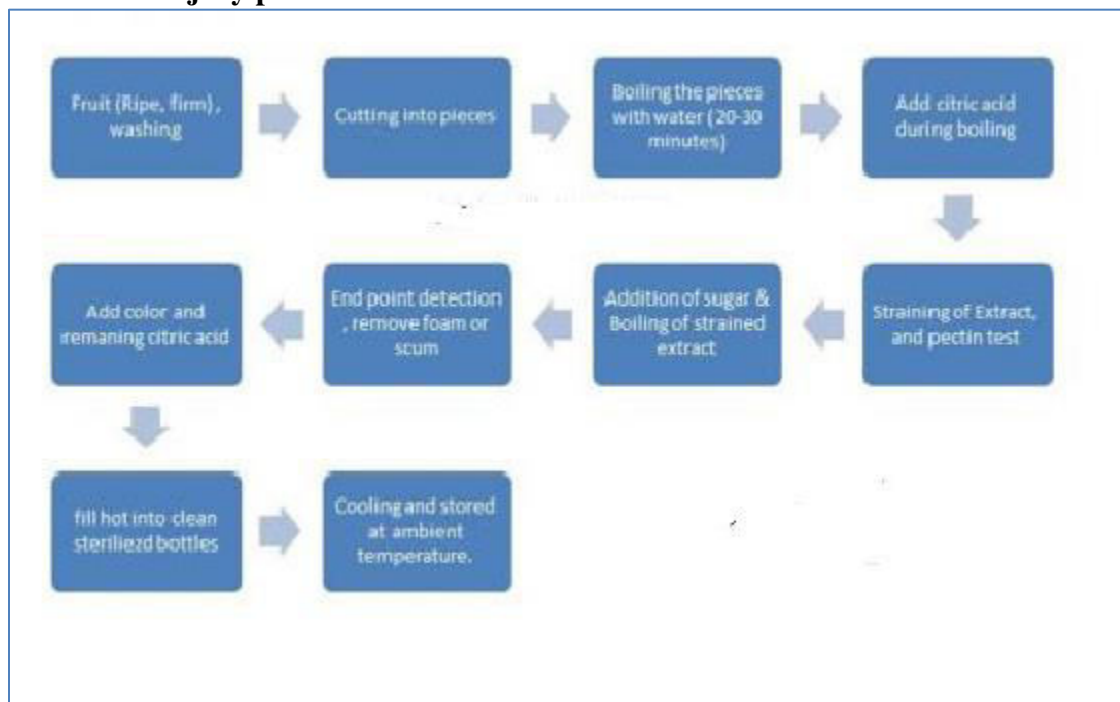 Fruit (Ripe, firm),
washing
Cutting into pieces
Boiling the pieces
with water (20-30
minutes)
Add citric acid
during boiling
Straining of Extract,
and pectin test
Addition of sugar &
Boiling of strained
extract
End point detection
, remove foam or
scum
Add color and
remaning citric acid
fill hot into clean
steriliezd bottles
Cooling and stored
at ambient
temperature.